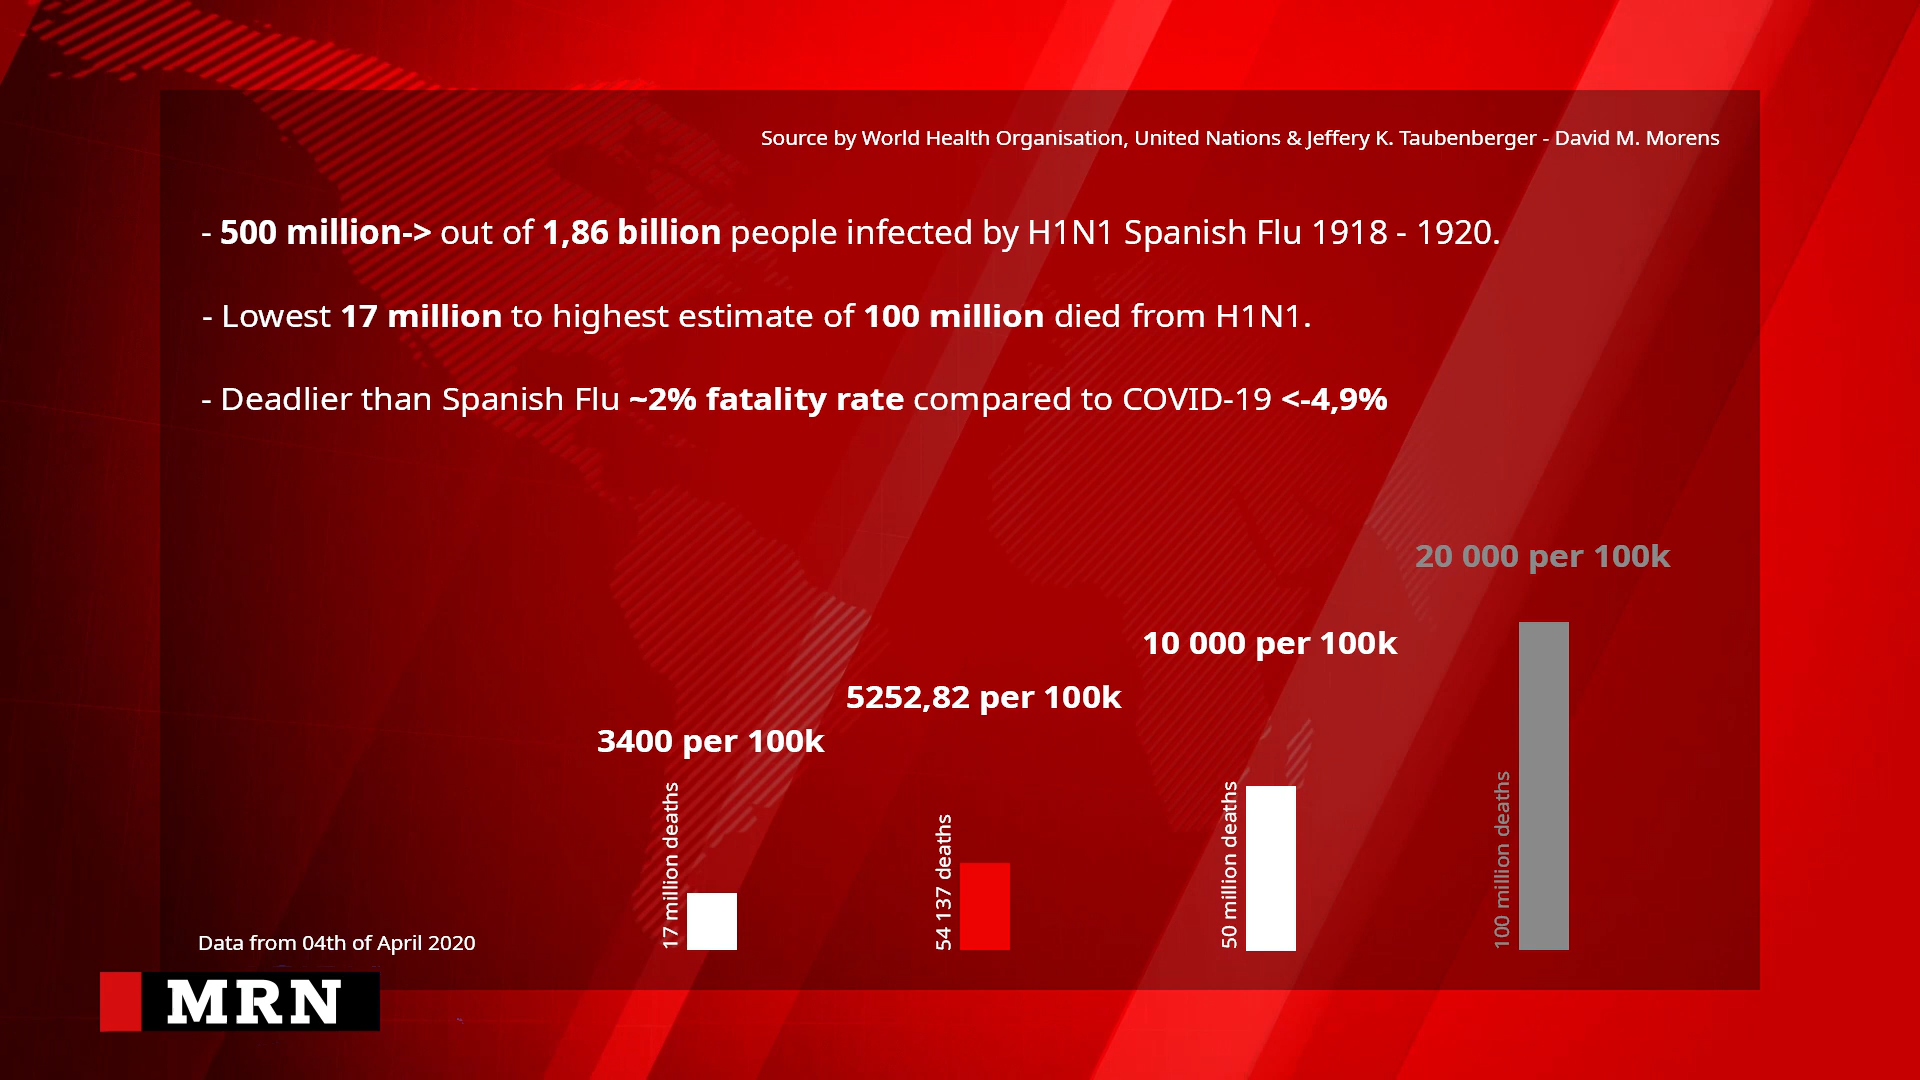 Source by World Health Organisation, United Nations & Jeffery K. Taubenberger - David M. Morens
- 500 million-> out of 1,86 billion people infected by H1N1 Spanish Flu 1918 - 1920.
- Lowest 17 million to highest estimate of 100 million died from H1N1.
- Deadlier than Spanish Flu ~2% fatality rate compared to COVID-19 <-4,9%
20 000 per 100k
10 000 per 100k
5252,82 per 100k
3400 per 100k
17 million deaths
54 137 deaths
50 million deaths
100 million deaths
Data from 04th of April 2020
MRN